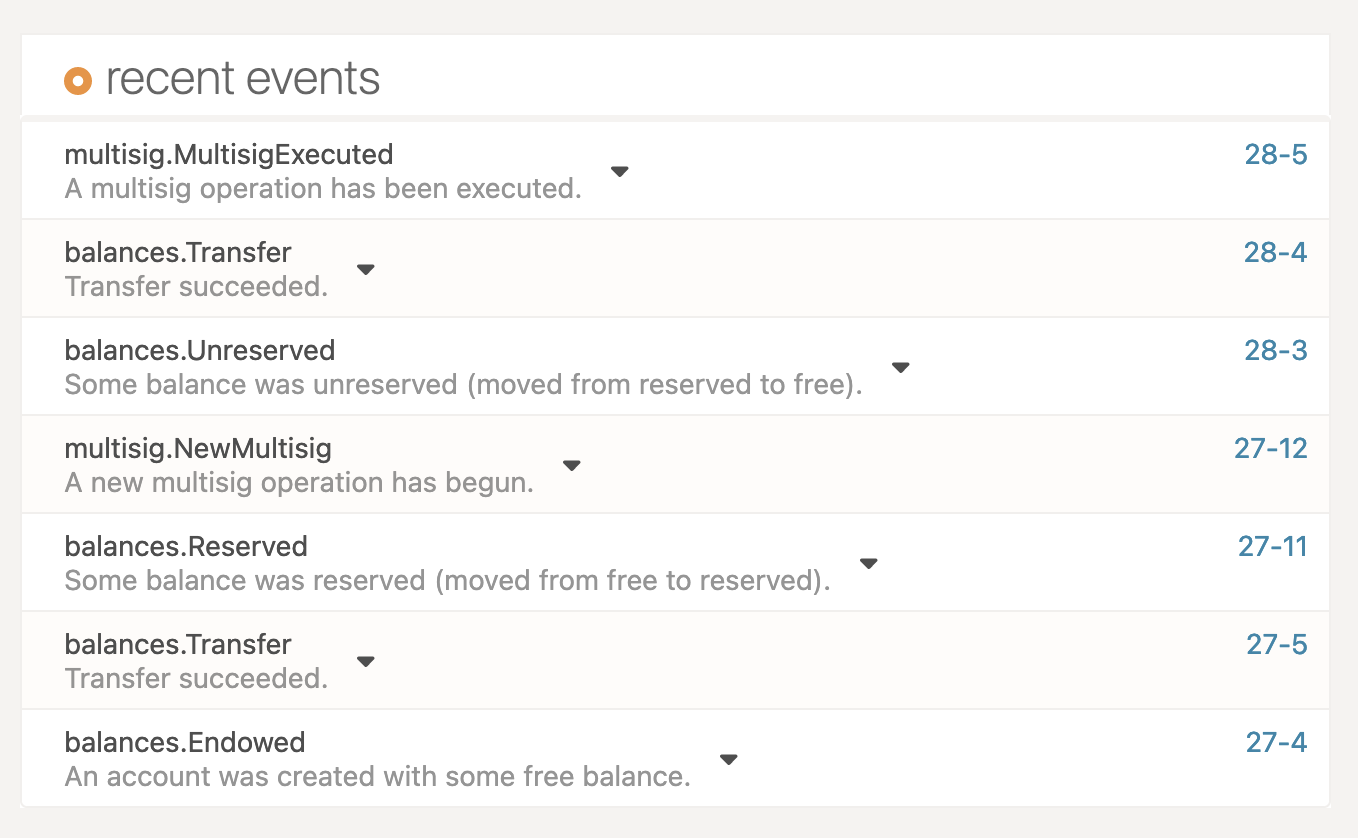 recent events
multisig.MultisigExecuted
28-5
A multisig operation has been executed.
balances.Transfer
28-4
Transfer succeeded.
balances.Unreserved
28-3
Some balance was unreserved (moved from reserved to free).
multisig.NewMultisig
27-12
A new multisig operation has begun.
balances.Reserved
27-11
Some balance was reserved (moved from free to reserved).
balances.Transfer
27-5
Transfer succeeded.
balances.Endowed
27-4
An account was created with some free balance.